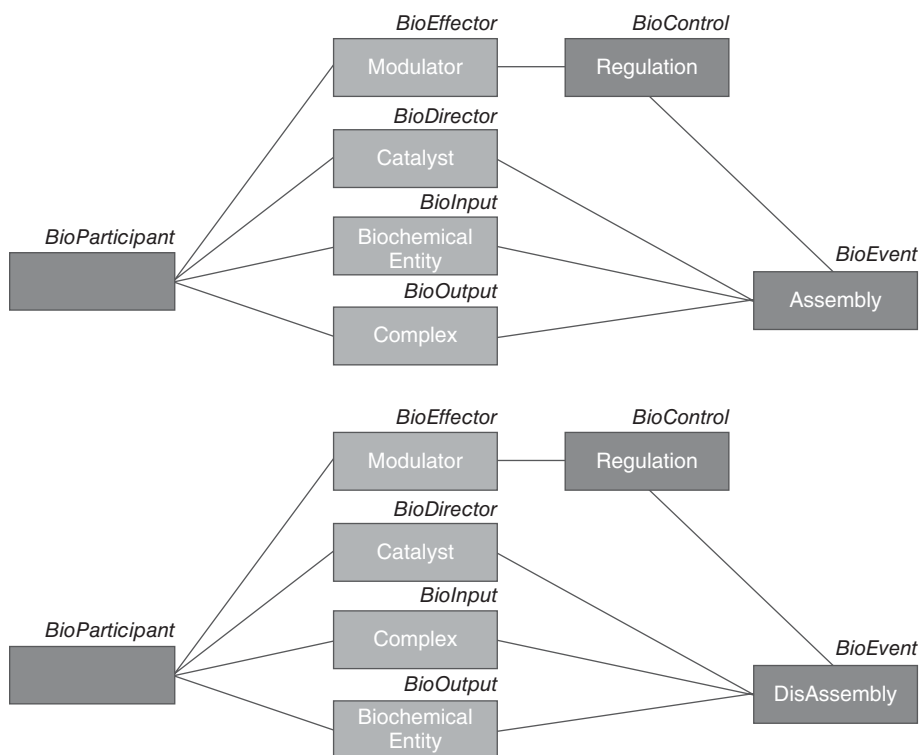 BioEffector
BioControl
Modulator
Regulation
BioDirector
Catalyst
BioInput
BioParticipant
Biochemical
Entity
BioEvent
BioOutput
Assembly
Complex
BioEffector
BioControl
Modulator
Regulation
BioDirector
Catalyst
BioInput
BioParticipant
Complex
BioEvent
BioOutput
DisAssembly
Biochemical
Entity